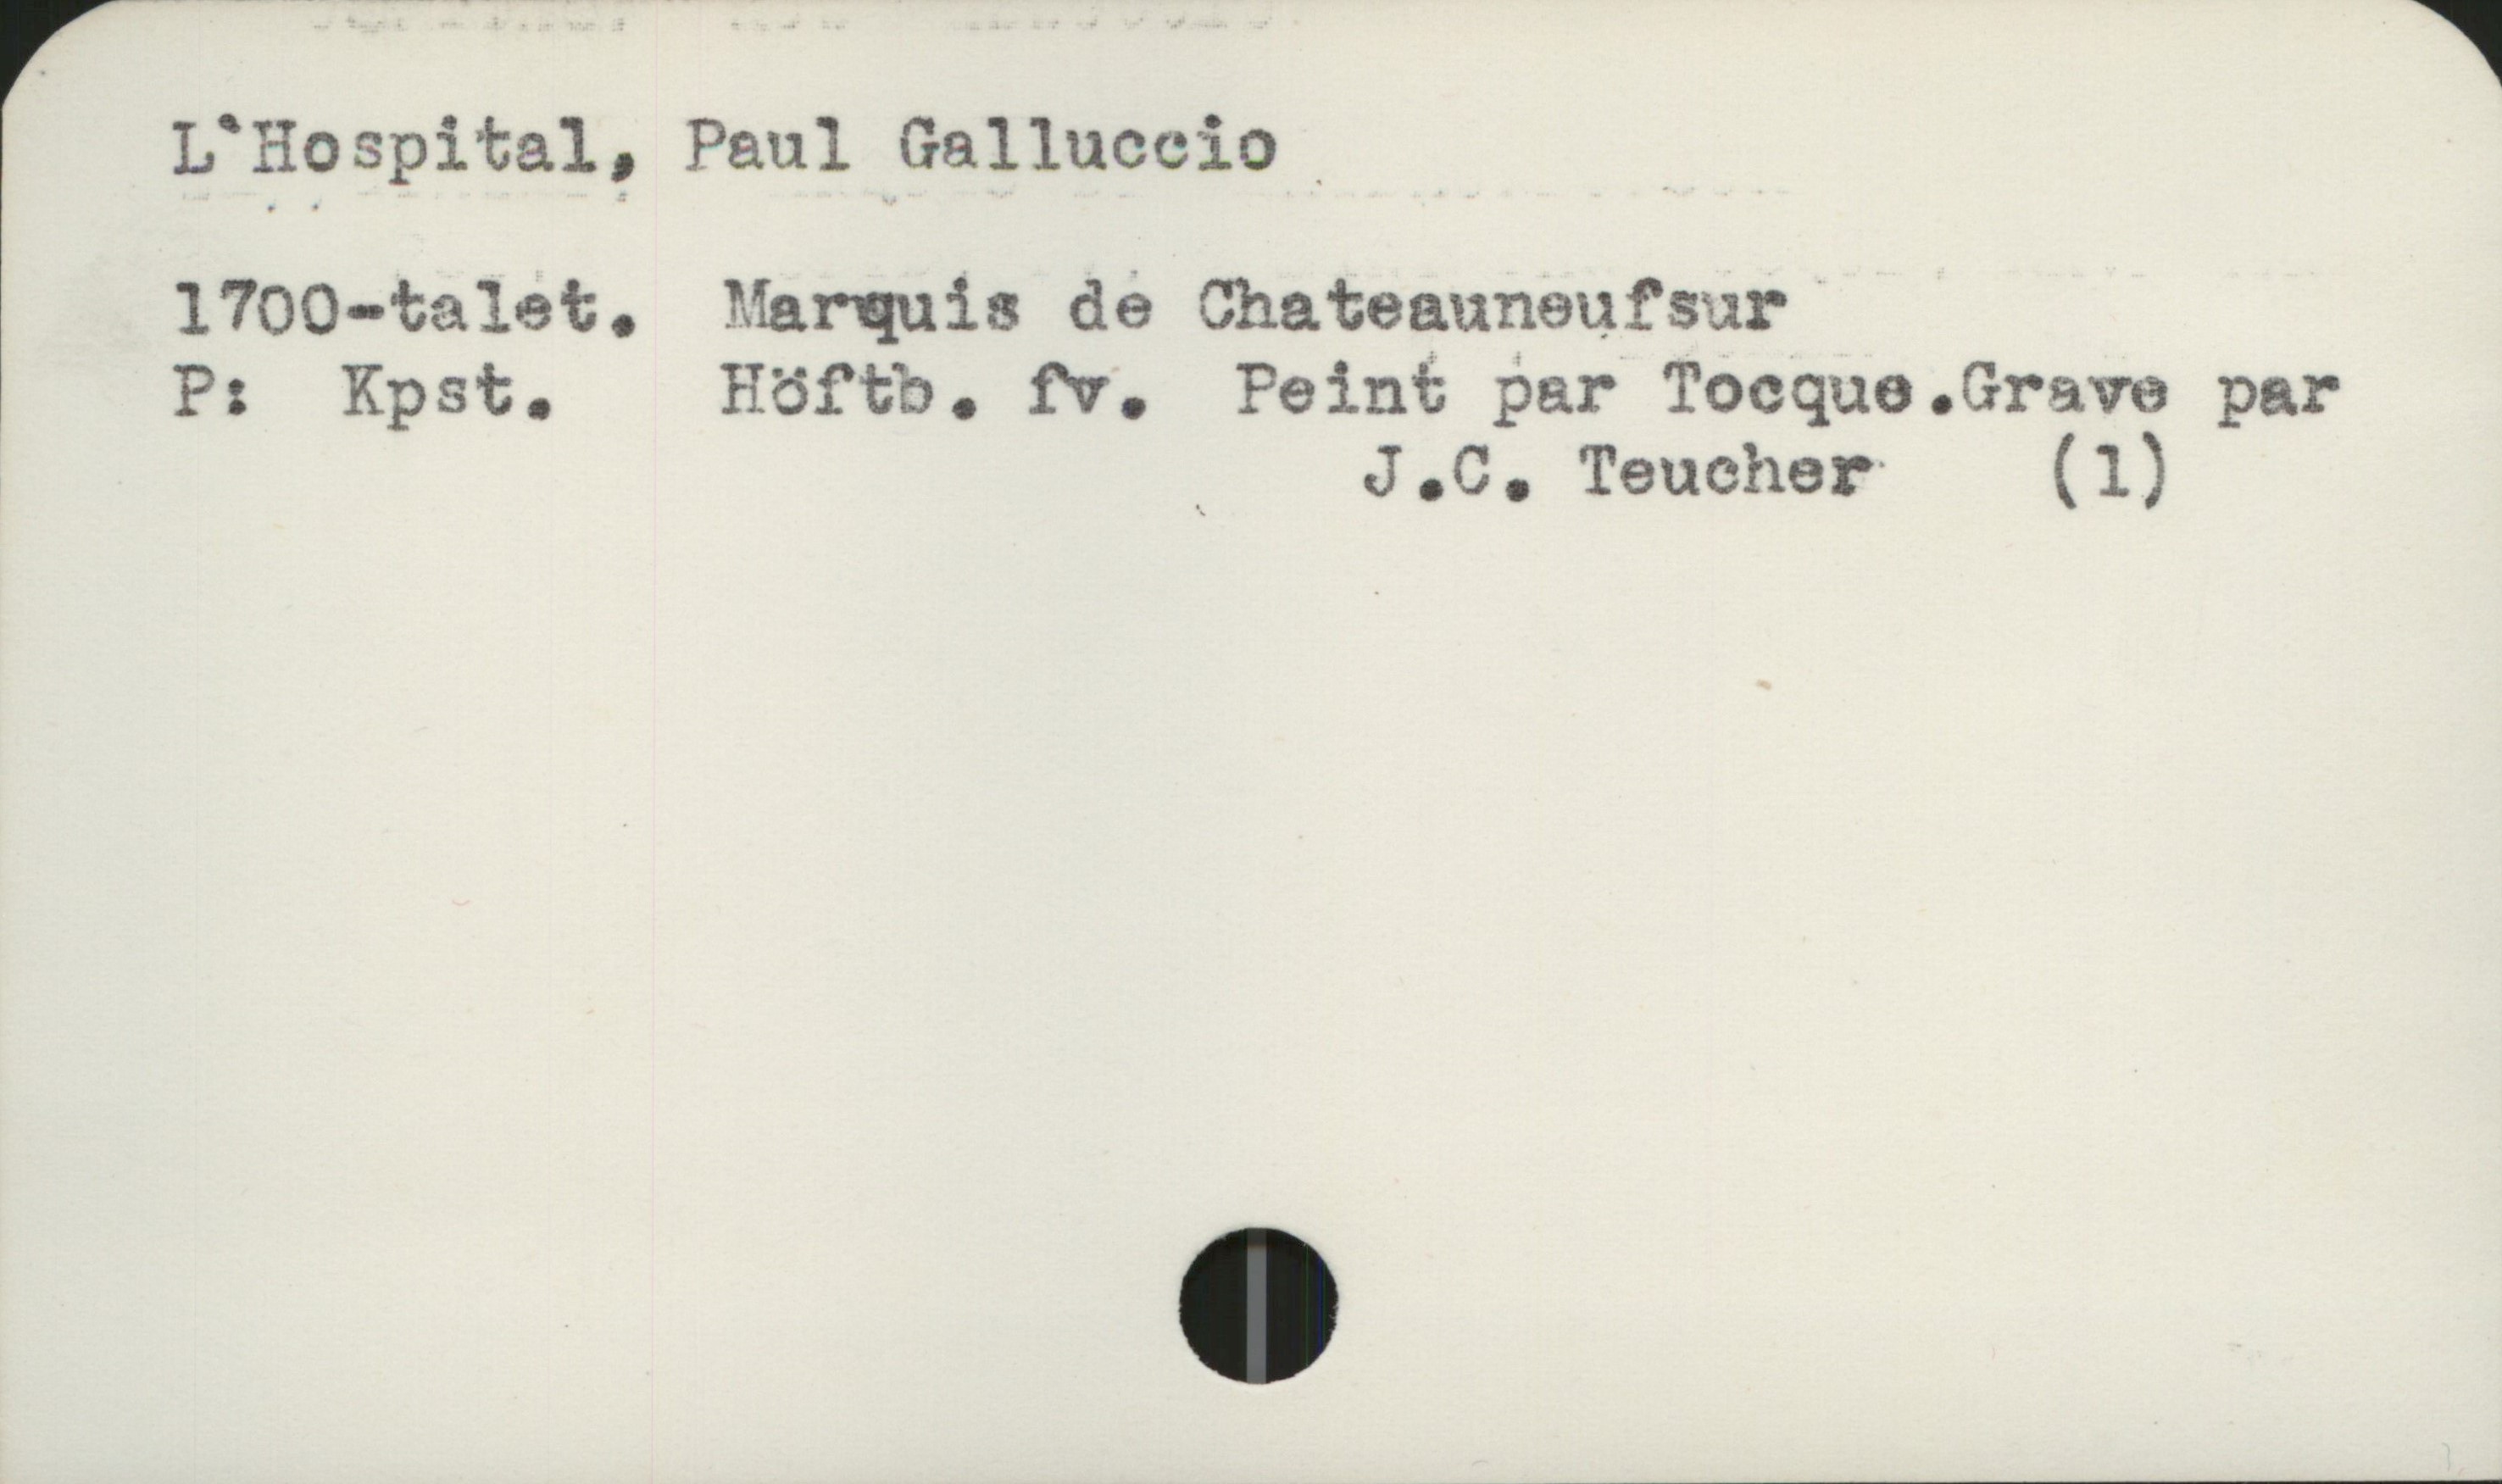 L'Hospital, Paul Galluccio
1700-talet. Marquis de Chateauneufsur
P: Kpst. Höftb. fv. Peint par Tocque.Grave par
J.C. Teucher (1)